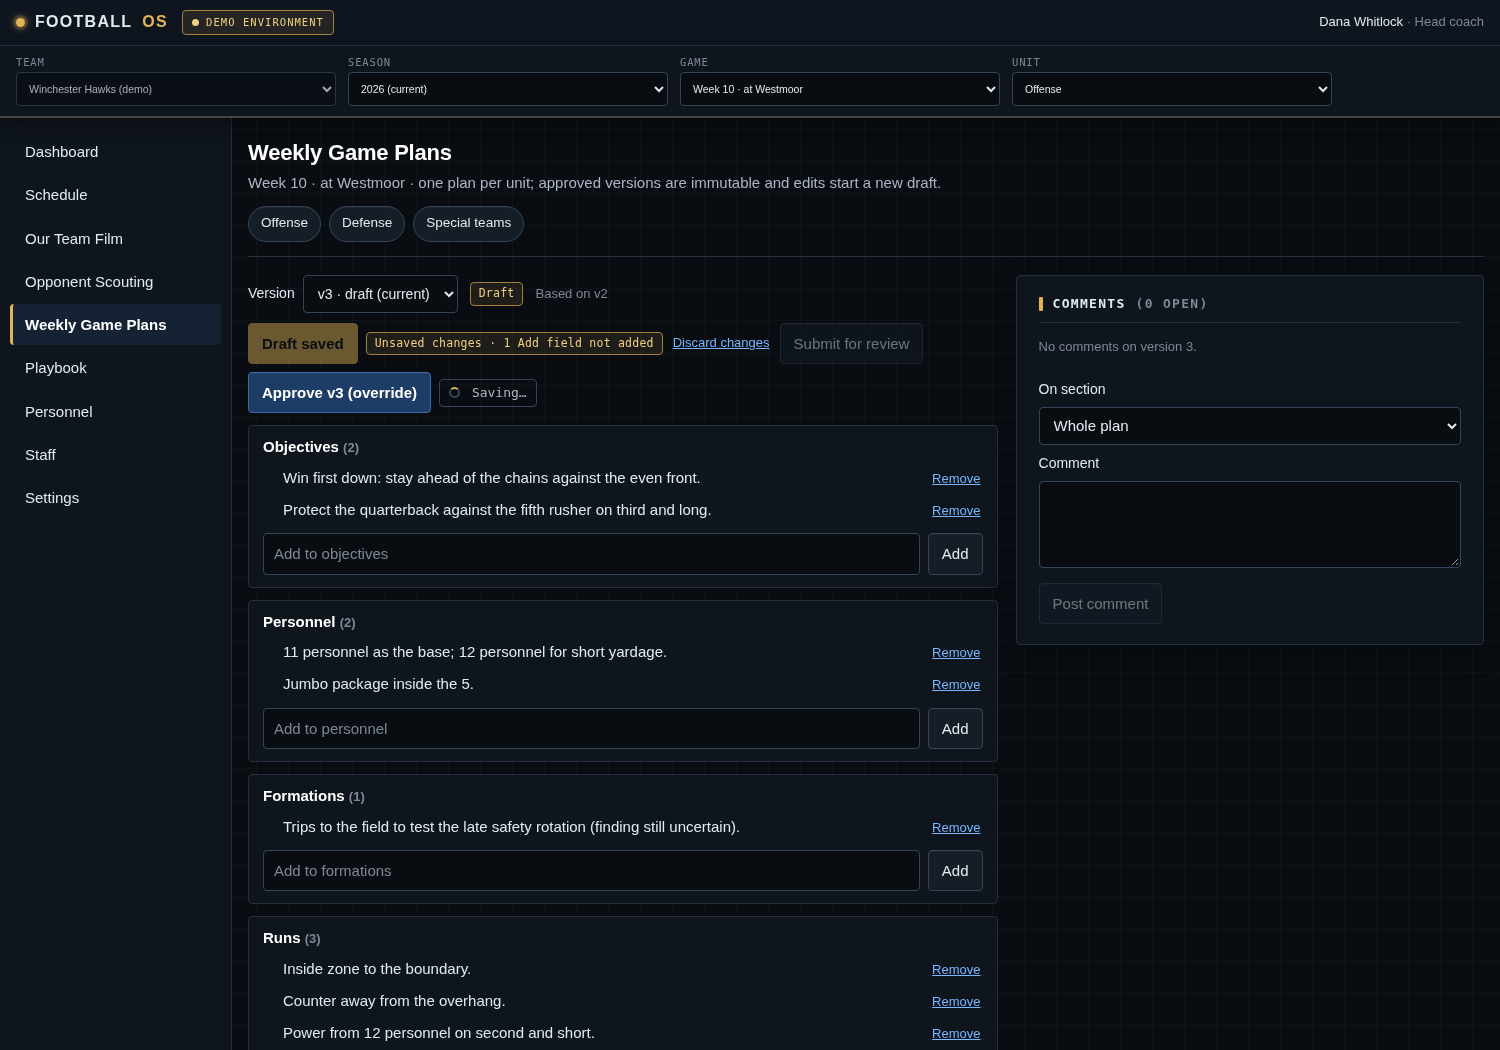 FOOTBALL OS
DEMO ENVIRONMENT
Dana Whitlock · Head coach
TEAM
Winchester Hawks (demo)
SEASON
2026 (current)
GAME
Week 10 · at Westmoor
UNIT
Offense
Dashboard
Schedule
Our Team Film
Opponent Scouting
Weekly Game Plans
Playbook
Personnel
Staff
Settings
Weekly Game Plans
Week 10 · at Westmoor · one plan per unit; approved versions are immutable and edits start a new draft.
Offense
Defense
Special teams
Version
v3 · draft (current)
Draft
Based on v2
Draft saved
Unsaved changes · 1 Add field not added
Discard changes
Submit for review
Approve v3 (override)
Saving…
Objectives (2)
Win first down: stay ahead of the chains against the even front.
Remove
Protect the quarterback against the fifth rusher on third and long.
Remove
Add to objectives
Add
Personnel (2)
11 personnel as the base; 12 personnel for short yardage.
Remove
Jumbo package inside the 5.
Remove
Add to personnel
Add
Formations (1)
Trips to the field to test the late safety rotation (finding still uncertain).
Remove
Add to formations
Add
Runs (3)
Inside zone to the boundary.
Remove
Counter away from the overhang.
Remove
Power from 12 personnel on second and short.
Remove
COMMENTS (0 OPEN)
No comments on version 3.
On section
Whole plan
Comment
Post comment